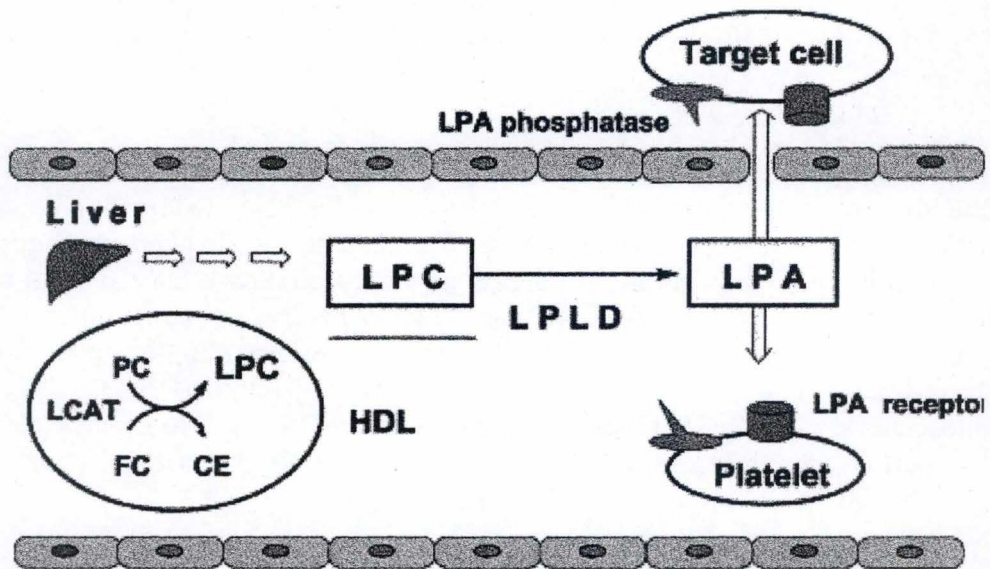 Target cell
LPA phosphatase
Liver
LPC
LPA
LPLD
PC
LPC
LCAT
HDL
FC
CE
LPA receptor
Platelet